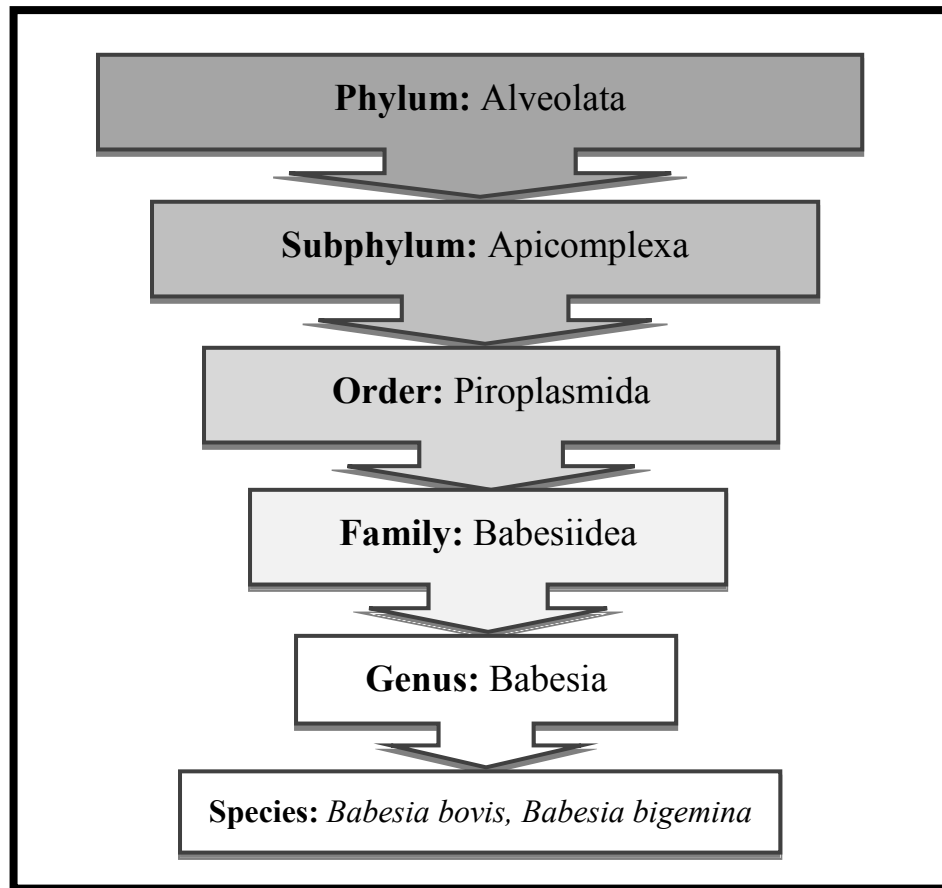 Phylum: Alveolata
Subphylum: Apicomplexa
Order: Piroplasmida
Family: Babesiidea
Genus: Babesia
Species: Babesia bovis, Babesia bigemina